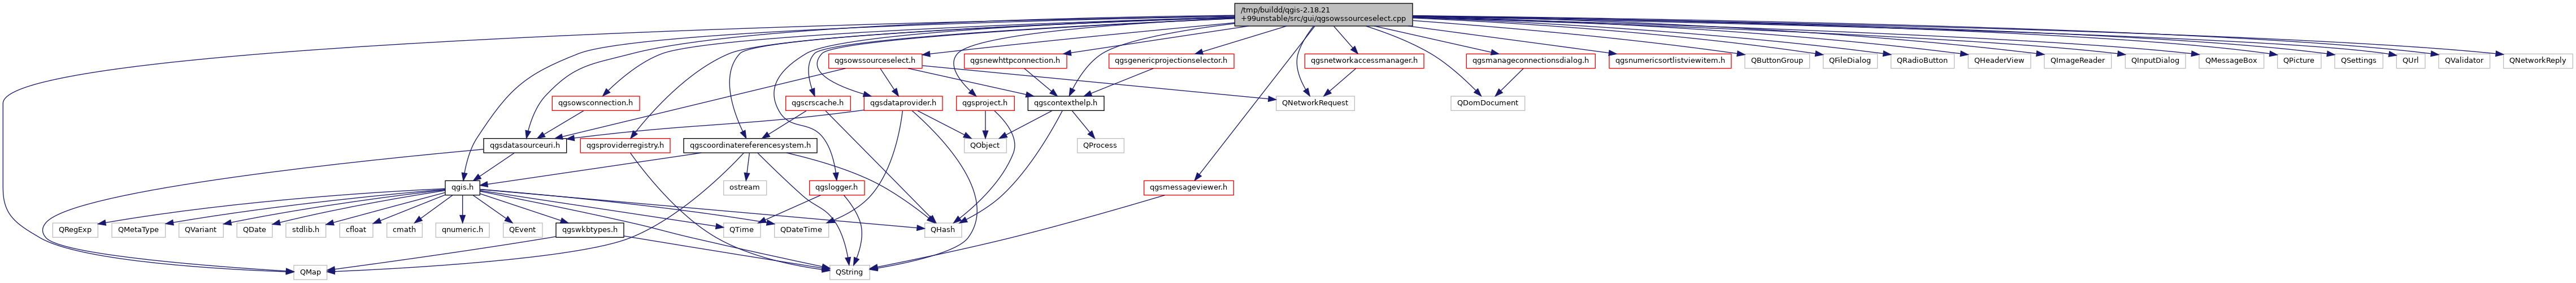 /tmp/buildd/qgis-2.18.21
+99unstable/src/gui/qgsowssourceselect.cpp
qgsowssourceselect.h
qgsnewhttpconnection.h
qgsgenericprojectionselector.h
qgsnetworkaccessmanager.h
qgsmanageconnectionsdialog.h
qgsnumericsortlistviewitem.h
QButtonGroup
QFileDialog
QRadioButton
QHeaderView
QImageReader
QInputDialog
QMessageBox
QPicture
QSettings
QUrl
QValidator
QNetworkReply
qgsowsconnection.h
qgscrscache.h
qgsdataprovider.h
qgsproject.h
qgscontexthelp.h
QNetworkRequest
QDomDocument
qgsdatasourceuri.h
qgsproviderregistry.h
qgscoordinatereferencesystem.h
QObject
QProcess
qgis.h
ostream
qgslogger.h
qgsmessageviewer.h
QRegExp
QMetaType
QVariant
QDate
stdlib.h
cfloat
cmath
qnumeric.h
QEvent
qgswkbtypes.h
QTime
QDateTime
QHash
QMap
QString